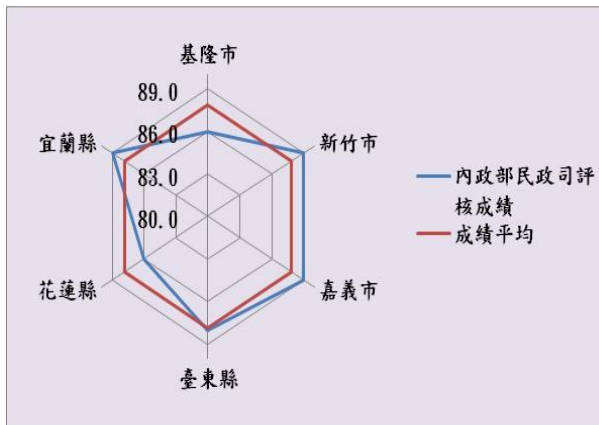 基隆市
89.0
86.0
83.0
80.0
宜蘭縣
新竹市
花蓮縣
嘉義市
臺東縣
內政部民政司評
核成績
成績平均